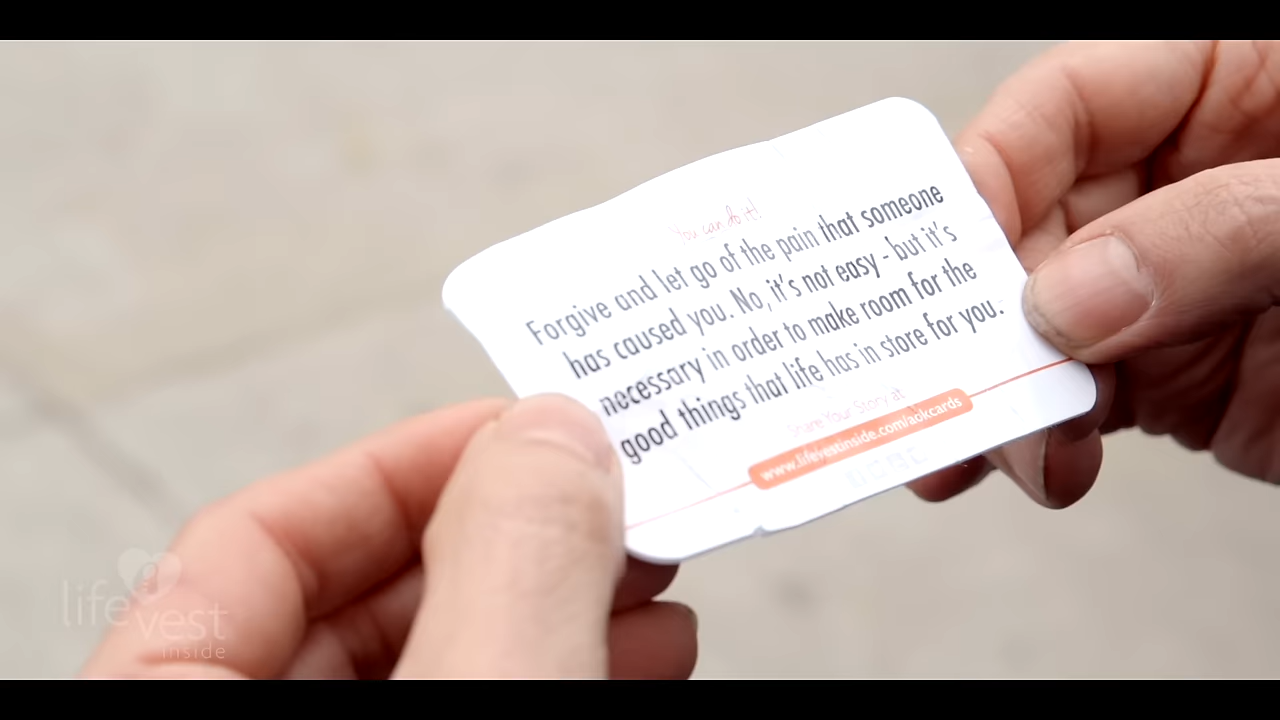 You can do it!
Forgive and let go of the pain that someone
has caused you. No, it's not easy - but it's
necessary in order to make room for the
good things that life has in store for you.
Share Your Story at
www.lifevestinside.com/aokcards
life vest
inside